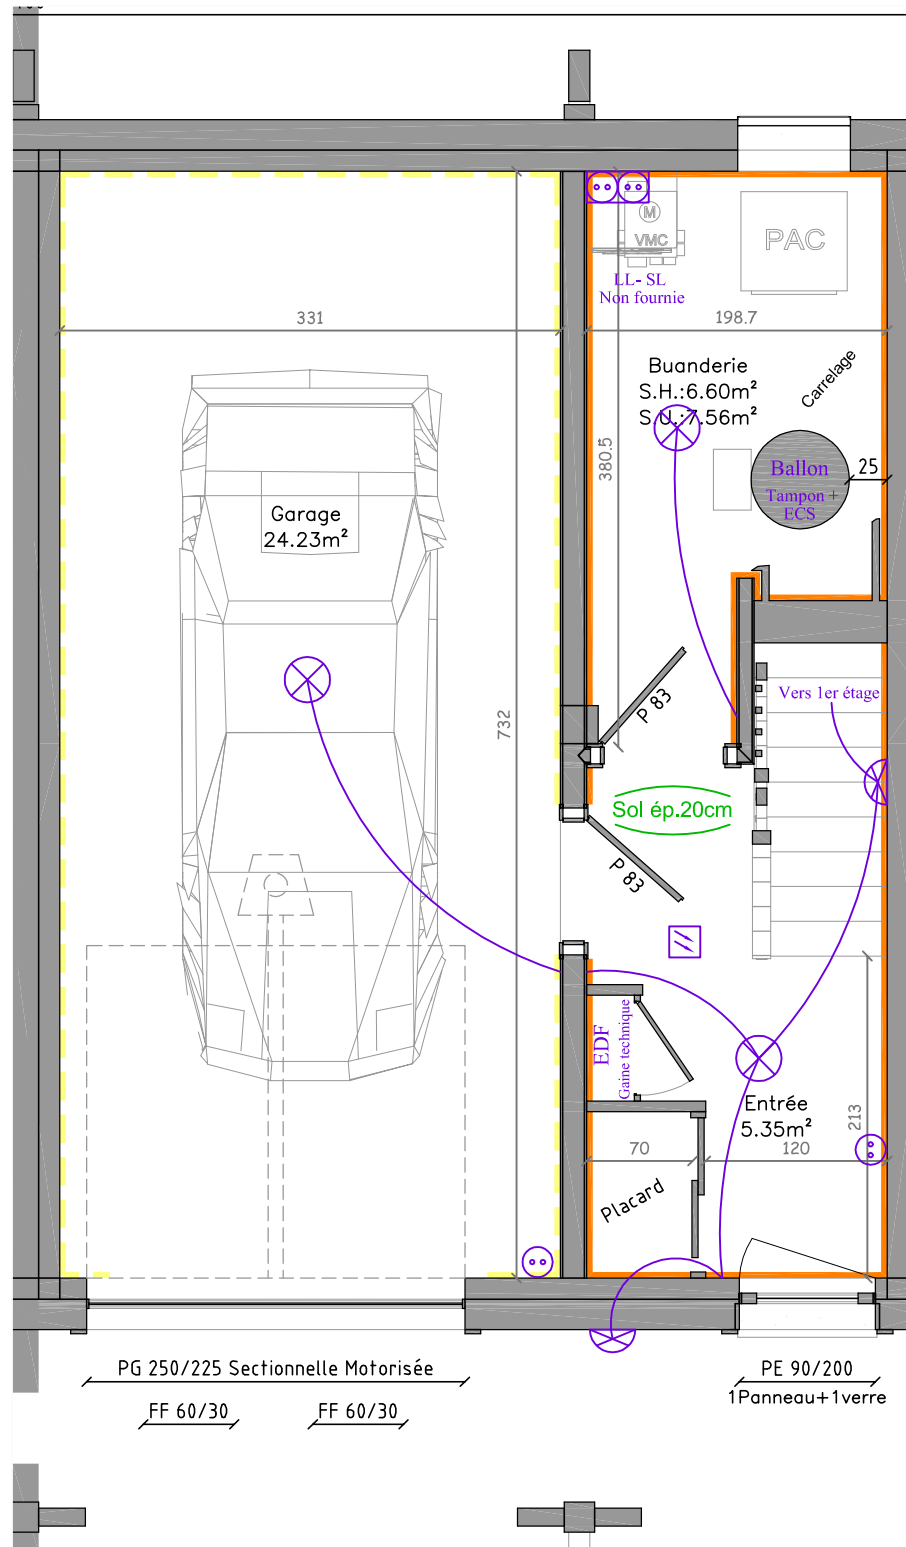 M
VMC
PAC
LL- SL
Non fournie
331
198.7
Buanderie
S.H.:6.60m²
S.U.:7.56m²
Carrelage
380.5
Ballon
Tampon +
ECS
25
Garage
24.23m²
Vers 1er étage
P 83
732
Sol ép.20cm
P 83
EDF
Gaine technique
Entrée
5.35m²
213
70
120
Placard
PG 250/225 Sectionnelle Motorisée
PE 90/200
1Panneau+1verre
FF 60/30
FF 60/30